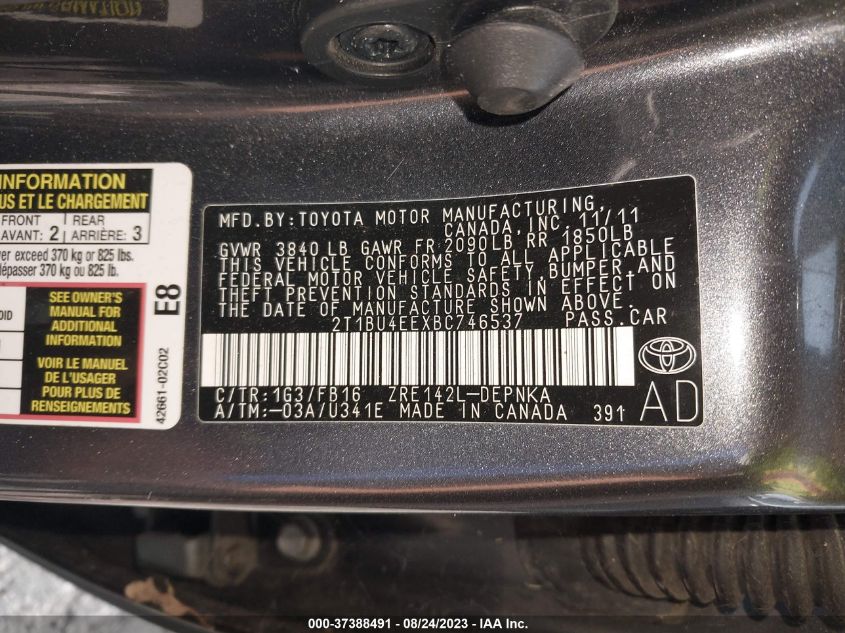 INFORMATION
US ET LE CHARGEMENT
FRONT REAR
AVANT: 2 ARRIÈRE: 3
er exceed 370 kg or 825 lbs.
dépasser 370 kg ou 825 lb.
E8
SEE OWNER'S
MANUAL FOR
ADDITIONAL
INFORMATION
VOIR LE MANUEL
DE L'USAGER
POUR PLUS DE
RENSEIGNEMENTS
42661-02C02
MFD.BY:TOYOTA MOTOR MANUFACTURING,
CANADA, INC. 11/11
GVWR 3840 LB GAWR FR 2090LB RR 1850LB
THIS VEHICLE CONFORMS TO ALL APPLICABLE
FEDERAL MOTOR VEHICLE SAFETY, BUMPER, AND
THEFT PREVENTION STANDARDS IN EFFECT ON
THE DATE OF MANUFACTURE SHOWN ABOVE.
2T1BU4EEXBC746537 PASS.CAR
C/TR:1G3/FB16 ZRE142L-DEPNKA
A/TM:-03A/U341E MADE IN CANADA 391
AD
000-37388491 - 08/24/2023 - IAA Inc.